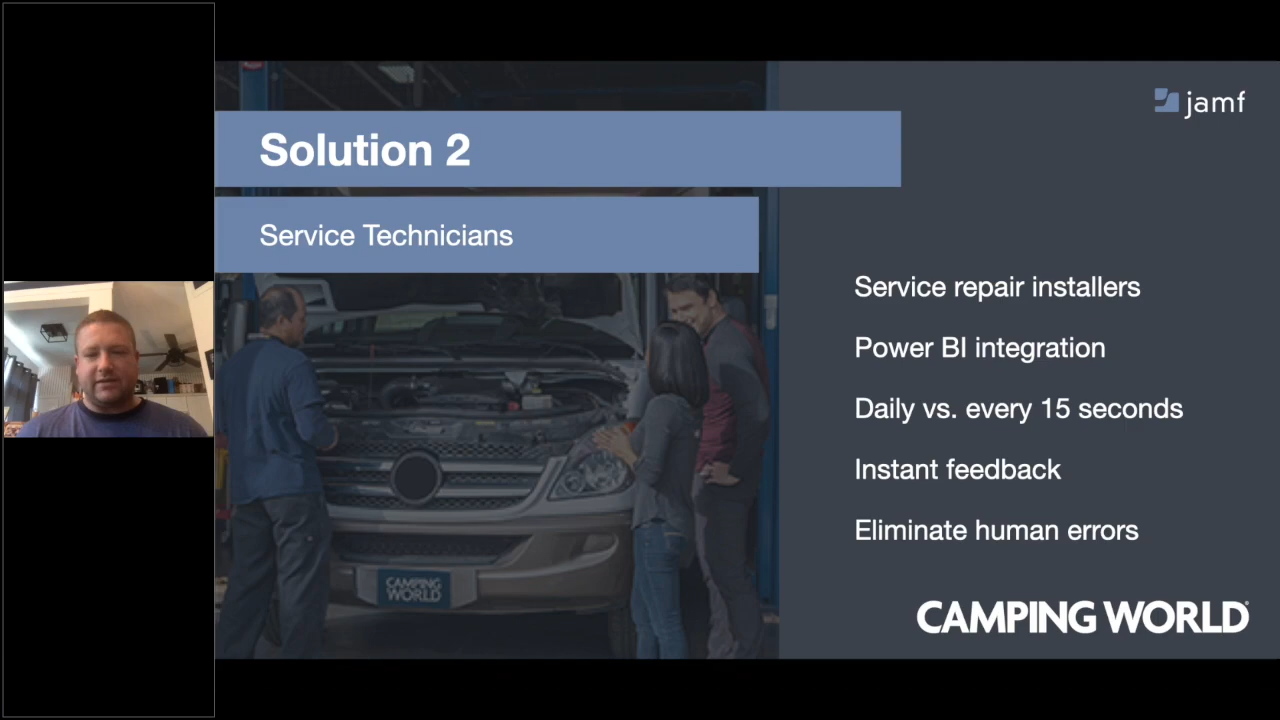 jamf
Solution 2
Service Technicians
Service repair installers
Power BI integration
Daily vs. every 15 seconds
Instant feedback
Eliminate human errors
CAMPING
WORLD
CAMPING WORLD